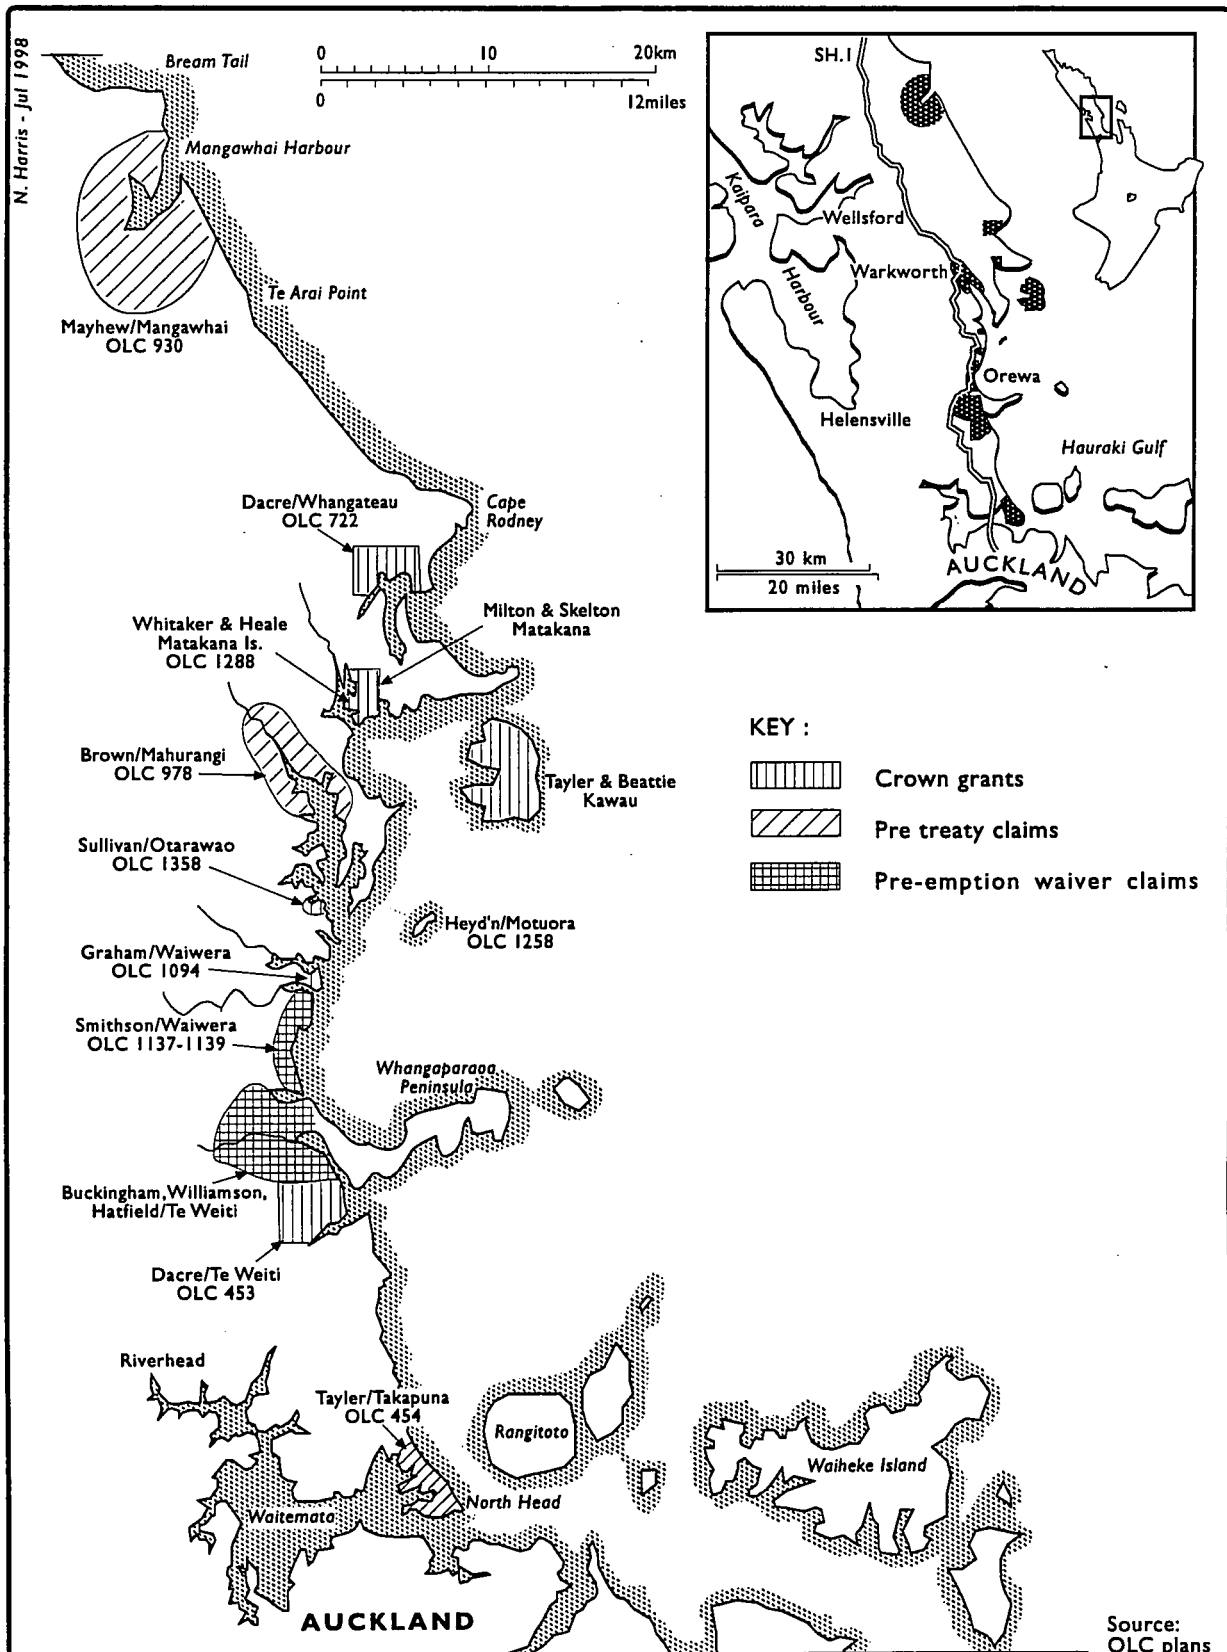 N. Harris - Jul 1998
Bream Tail
0 10 20km
0 12miles
Mangawhai Harbour
Te Arai Point
Mayhew/Mangawhai
OLC 930
Dacre/Whangateau
OLC 722
Cape
Rodney
Whitaker & Heale
Matakana Is.
OLC 1288
Milton & Skelton
Matakana
Brown/Mahurangi
OLC 978
Tayler & Beattie
Kawau
Sullivan/Otarawao
OLC 1358
Heyd'n/Motuora
OLC 1258
Graham/Waiwera
OLC 1094
Smithson/Waiwera
OLC 1137-1139
Whangaparaoa
Peninsula
Buckingham, Williamson,
Hatfield/Te Weiti
Dacre/Te Weiti
OLC 453
Riverhead
Tayler/Takapuna
OLC 454
Rangitoto
Waiheke Island
North Head
Waitemata
AUCKLAND
SH.1
Kaipara
Harbour
Wellsford
Warkworth
Orewa
Helensville
Hauraki Gulf
30 km
20 miles
AUCKLAND
KEY :
Crown grants
Pre treaty claims
Pre-emption waiver claims
Source:
OLC plans